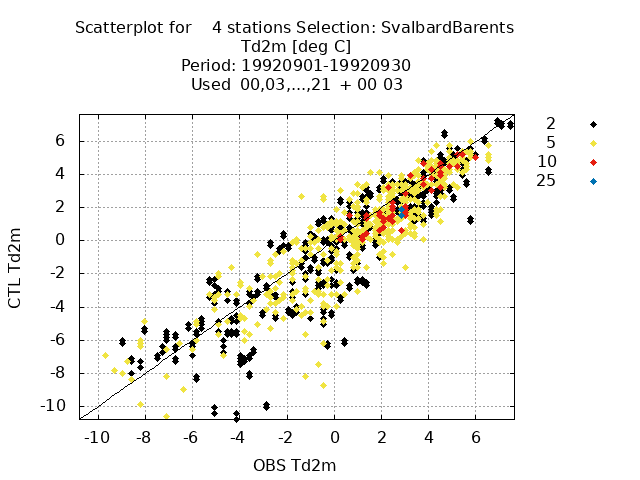 Scatterplot for 4 stations Selection: SvalbardBarents
Td2m [deg C]
Period: 19920901-19920930
Used 00,03,...,21 + 00 03
2
5
10
25
6
4
2
0
-2
-4
-6
-8
-10
CTL Td2m
-10 -8 -6 -4 -2 0 2 4 6
OBS Td2m